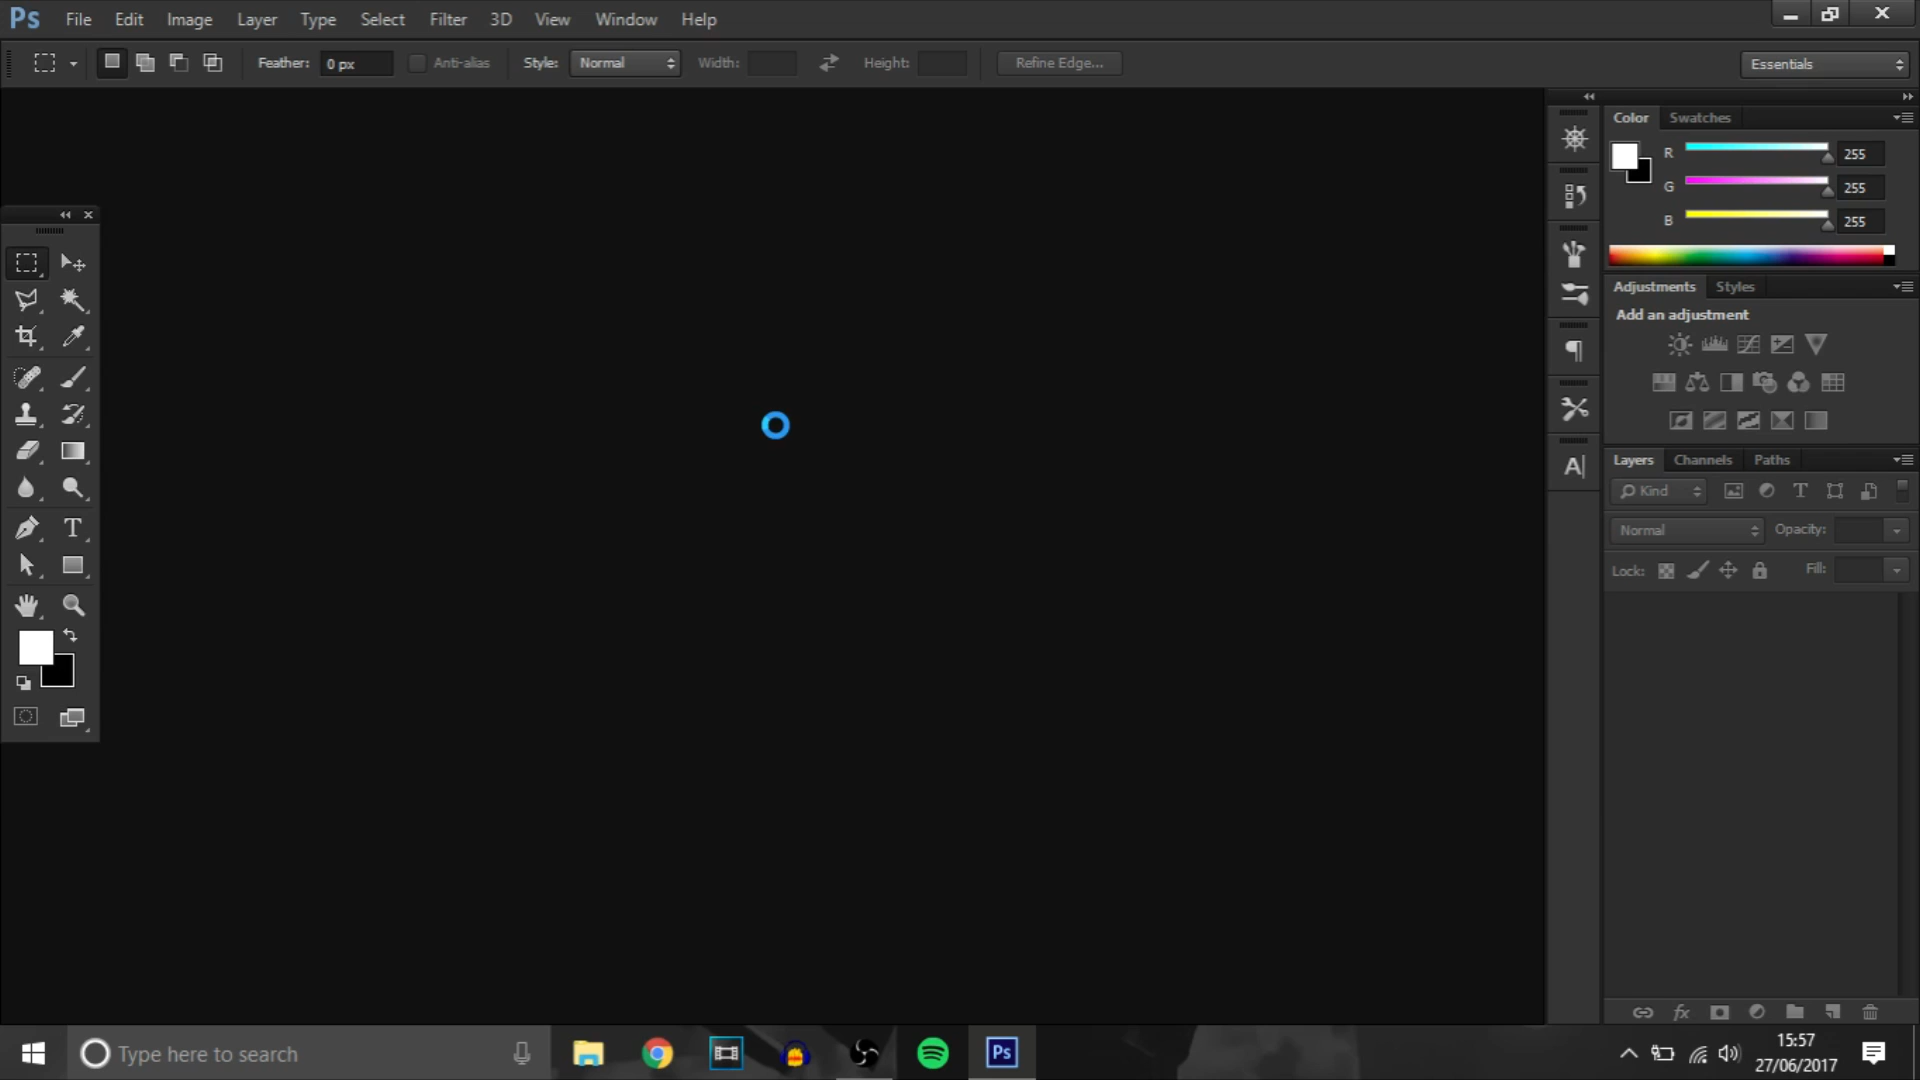 Ps File Edit Image Layer Type Select Filter 3D View Window Help
Feather: 0 px Anti-alias Style: Normal Width: Height: Refine Edge... Essentials
Color Swatches
R 255
G 255
B 255
Adjustments Styles
Add an adjustment
Layers Channels Paths
Kind
Normal Opacity:
Lock: Fill:
Type here to search
Ps
15:57
27/06/2017